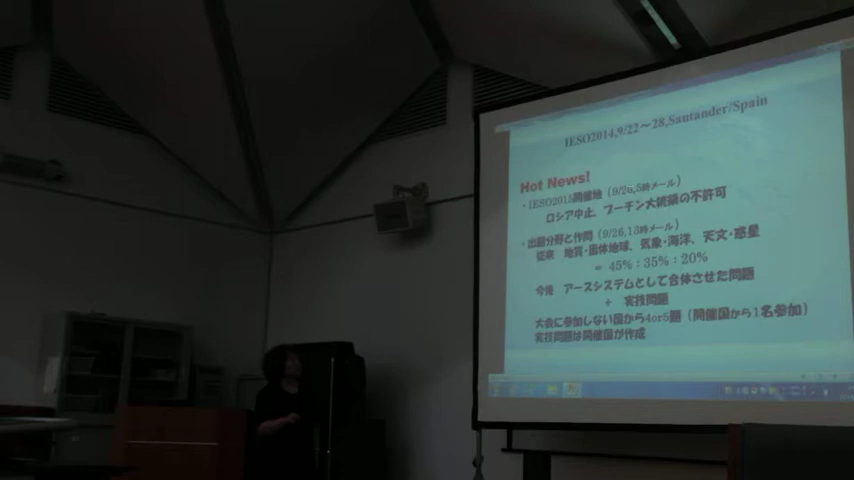 IESO2014,9/22～28,Santander/Spain
Hot News!
・IESO2015開催地（9/26,5時メール）
ロシア中止、プーチン大統領の不許可
・出題分野と作問（9/26,13時メール）
従来 地質・固体地球、気象・海洋、天文・惑星
= 45%：35%：20%
今後 アースシステムとして合体させた問題
+ 実技問題
大会に参加しない国から4or5題（開催国から1名参加）
実技問題は開催国が作成